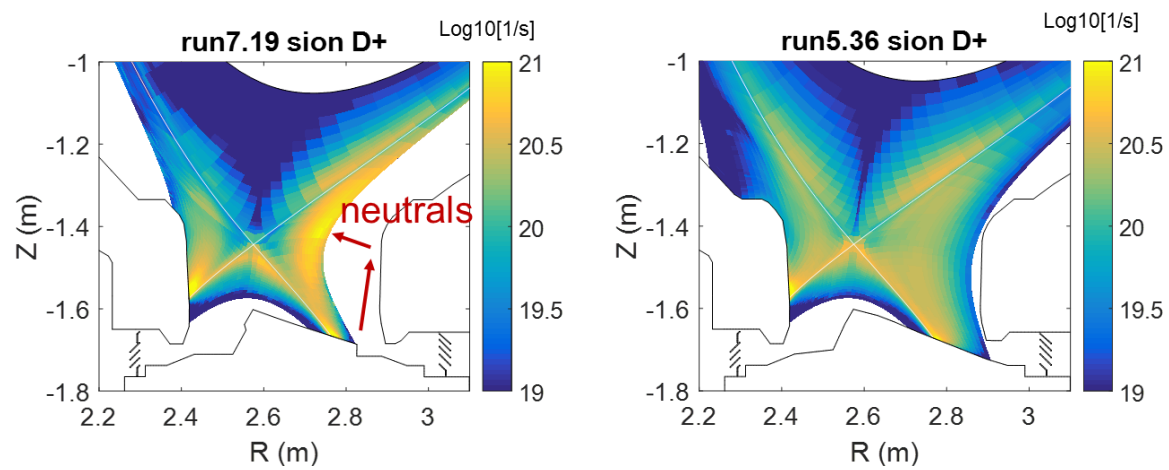 Log10[1/s]
run7.19 sion D+
-1
-1.2
-1.4
-1.6
-1.8
Z (m)
2.2 2.4 2.6 2.8 3
R (m)
21
20.5
20
19.5
19
neutrals
Log10[1/s]
run5.36 sion D+
-1
-1.2
-1.4
-1.6
-1.8
Z (m)
2.2 2.4 2.6 2.8 3
R (m)
21
20.5
20
19.5
19